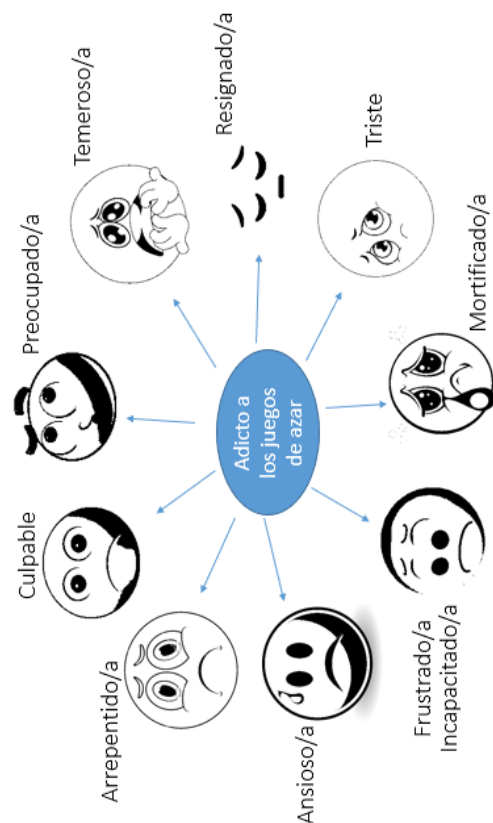 Culpable
Preocupado/a
Temeroso/a
Arrepentido/a
Resignado/a
Adicto a
los juegos
de azar
Ansioso/a
Triste
Frustrado/a
Incapacitado/a
Mortificado/a